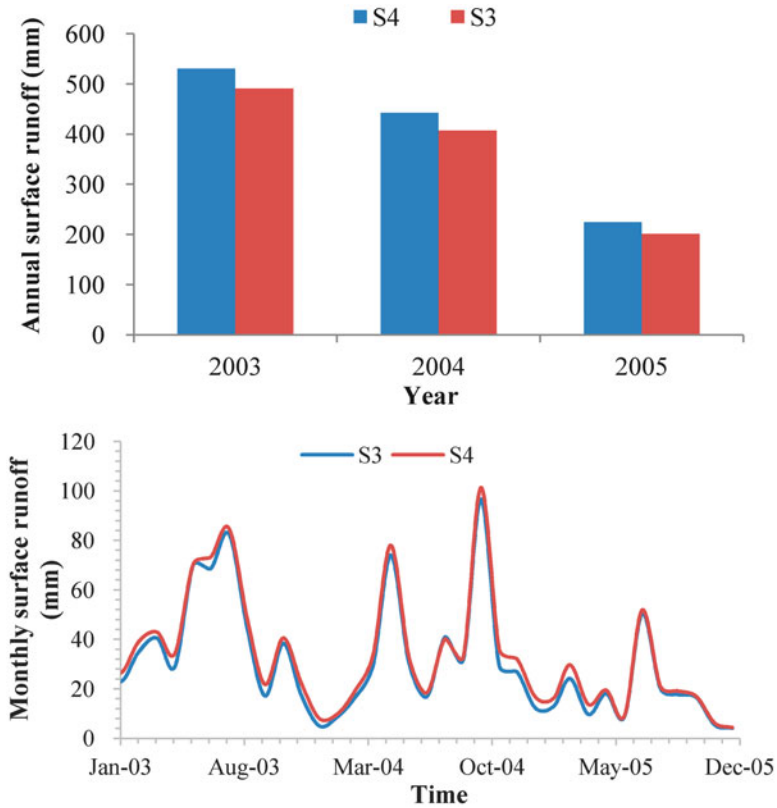 S4 S3
Annual surface runoff (mm)
600
500
400
300
200
100
0
2003 2004 2005
Year
S3 S4
Monthly surface runoff
(mm)
120
100
80
60
40
20
0
Jan-03 Aug-03 Mar-04 Oct-04 May-05 Dec-05
Time